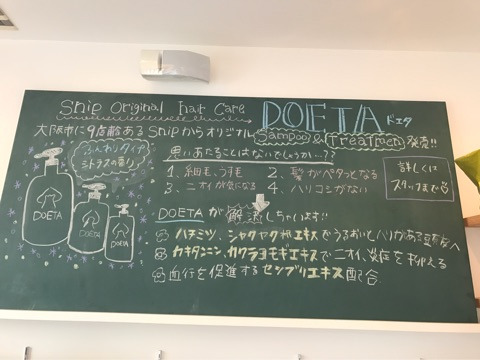 Snip Original hair Care DOETA ドエタ
大阪市に9店舗あるSnipからオリジナルSampoo & Treatment 発売!!
ふんわりタイプ
シトラスの香り
思いあたることはないでしょうか…??
1、細毛、うす毛 2、髪がペタッとなる
3、ニオイが気になる 4、ハリコシがない
詳しくは
スタッフまで
DOETA
DOETA
DOETA
DOETAが解消しちゃいます!!
ハチミツ、シャクヤク根エキスでうるおいとハリがある髪へ
カキタンニン、カワラヨモギエキスでニオイ、炎症を抑える
血行を促進するセンブリエキス配合